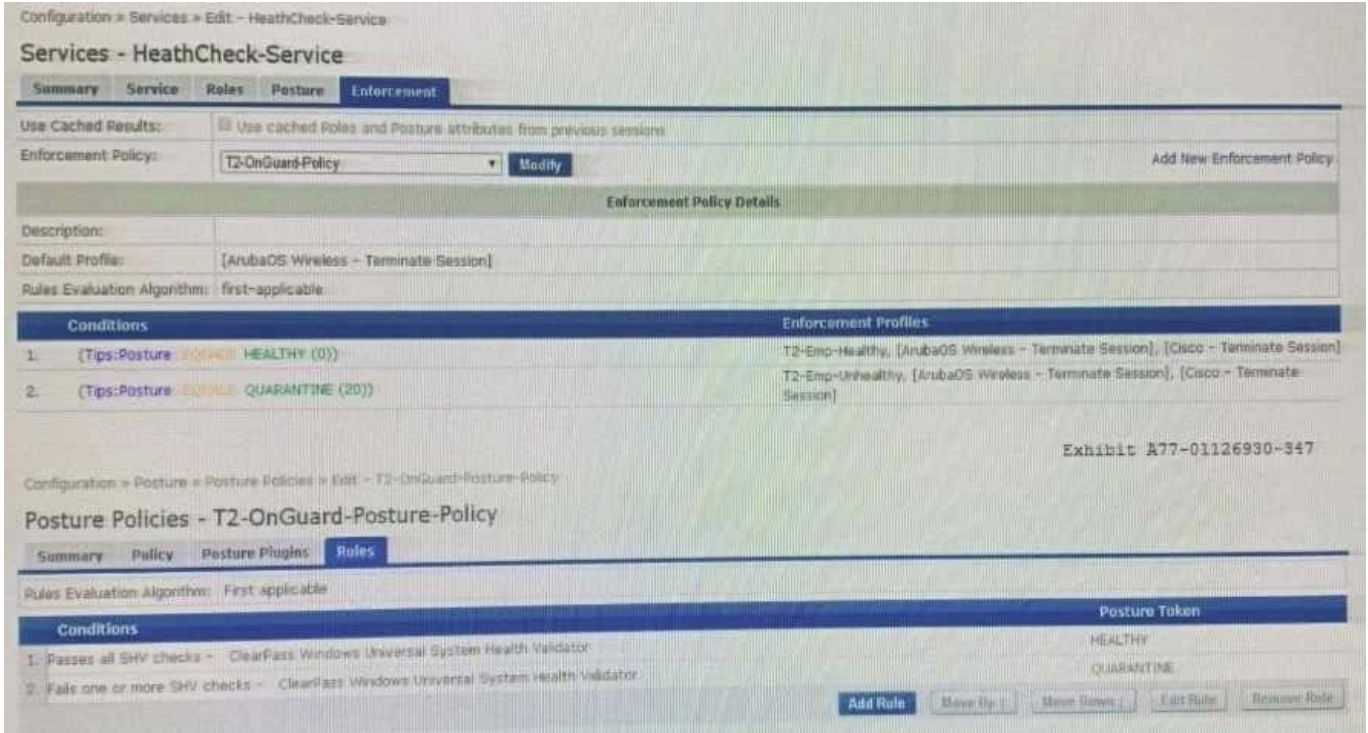 Configuration » Services » Edit - HeathCheck-Service
Services - HeathCheck-Service
Summary Service Roles Posture Enforcement
Use Cached Results: Use cached Roles and Posture attributes from previous sessions
Enforcement Policy: T2-OnGuard-Policy Modify Add New Enforcement Policy
Enforcement Policy Details
Description:
Default Profile: [ArubaOS Wireless - Terminate Session]
Rules Evaluation Algorithm: first-applicable
Conditions Enforcement Profiles
1. (Tips:Posture EQUALS HEALTHY (0)) T2-Emp-Healthy, [ArubaOS Wireless - Terminate Session], [Cisco - Terminate Session]
2. (Tips:Posture EQUALS QUARANTINE (20)) T2-Emp-Unhealthy, [ArubaOS Wireless - Terminate Session], [Cisco - Terminate
Session]
Exhibit A77-01126930-347
Configuration » Posture » Posture Policies » Edit - T2-OnGuard-Posture-Policy
Posture Policies - T2-OnGuard-Posture-Policy
Summary Policy Posture Plugins Rules
Rules Evaluation Algorithm: First applicable
Conditions Posture Token
1. Passes all SHV checks - ClearPass Windows Universal System Health Validator HEALTHY
2. Fails one or more SHV checks - ClearPass Windows Universal System Health Validator QUARANTINE
Add Rule Move Up ↑ Move Down ↓ Edit Rule Remove Rule